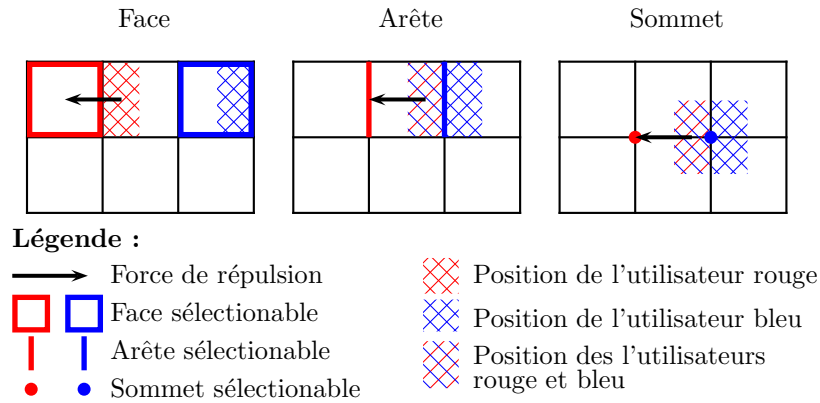 Face
Arête
Sommet
Légende :
Force de répulsion
Face sélectionable
Arête sélectionable
Sommet sélectionable
Position de l'utilisateur rouge
Position de l'utilisateur bleu
Position des l'utilisateurs
rouge et bleu